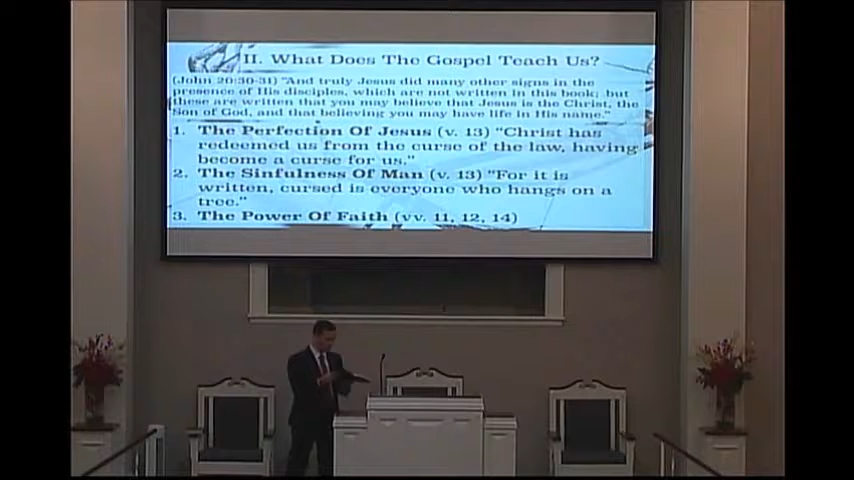 II. What Does The Gospel Teach Us?
(John 20:30-31) "And truly Jesus did many other signs in the
presence of His disciples, which are not written in this book; but
these are written that you may believe that Jesus is the Christ, the
Son of God, and that believing you may have life in His name."
1. The Perfection Of Jesus (v. 13) "Christ has
redeemed us from the curse of the law, having
become a curse for us."
2. The Sinfulness Of Man (v. 13) "For it is
written, cursed is everyone who hangs on a
tree."
3. The Power Of Faith (vv. 11, 12, 14)